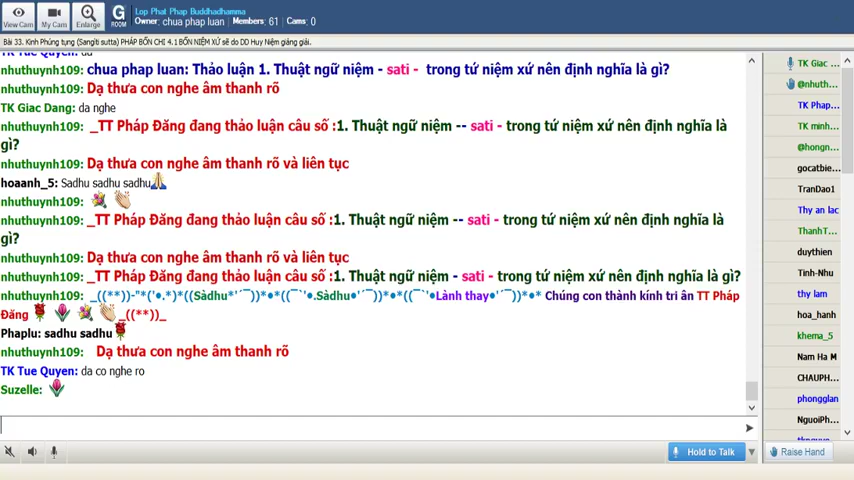 View Cam
My Cam
Enlarge
G
ROOM
Lop Phat Phap Buddhadhamma
Owner: chua phap luan : Members: 61 : Cams: 0
Bài 33. Kinh Phúng tụng (Sangiti sutta) PHÁP BỐN CHI 4.1 BỐN NIỆM XỨ sẽ do DD Huy Niệm giảng giải.
TK Tue Quyen: da
nhuthuynh109: chua phap luan: Thảo luận 1. Thuật ngữ niệm - sati - trong tứ niệm xứ nên định nghĩa là gì?
nhuthuynh109: Dạ thưa con nghe âm thanh rõ
TK Giac Dang: da nghe
nhuthuynh109: _TT Pháp Đăng đang thảo luận câu số :1. Thuật ngữ niệm -- sati - trong tứ niệm xứ nên định nghĩa là
gì?
nhuthuynh109: Dạ thưa con nghe âm thanh rõ và liên tục
hoaanh_5: Sadhu sadhu sadhu
nhuthuynh109:
nhuthuynh109: _TT Pháp Đăng đang thảo luận câu số :1. Thuật ngữ niệm -- sati - trong tứ niệm xứ nên định nghĩa là
gì?
nhuthuynh109: Dạ thưa con nghe âm thanh rõ và liên tục
nhuthuynh109: _TT Pháp Đăng đang thảo luận câu số :1. Thuật ngữ niệm - sati - trong tứ niệm xứ nên định nghĩa là gì?
nhuthuynh109: _((**))-"*('•.*)*((Sàdhu*'´¯))*•*((¯`'•.Sàdhu•'´¯))*•*((¯`'•Lành thay•'´¯))*•* Chúng con thành kính tri ân TT Pháp
Đăng _((**))_
Phaplu: sadhu sadhu
nhuthuynh109: Dạ thưa con nghe âm thanh rõ
TK Tue Quyen: da co nghe ro
Suzelle:
Hold to Talk
TK Giac ...
@nhuth...
TK Phap...
TK minh...
@hongn...
gocatbie...
TranDao1
Thy an lac
ThanhT...
duythien
Tinh-Nhu
thy lam
hoa_hanh
khema_5
Nam Ha M
CHAUPH...
phongglan
NguoiPh...
Raise Hand